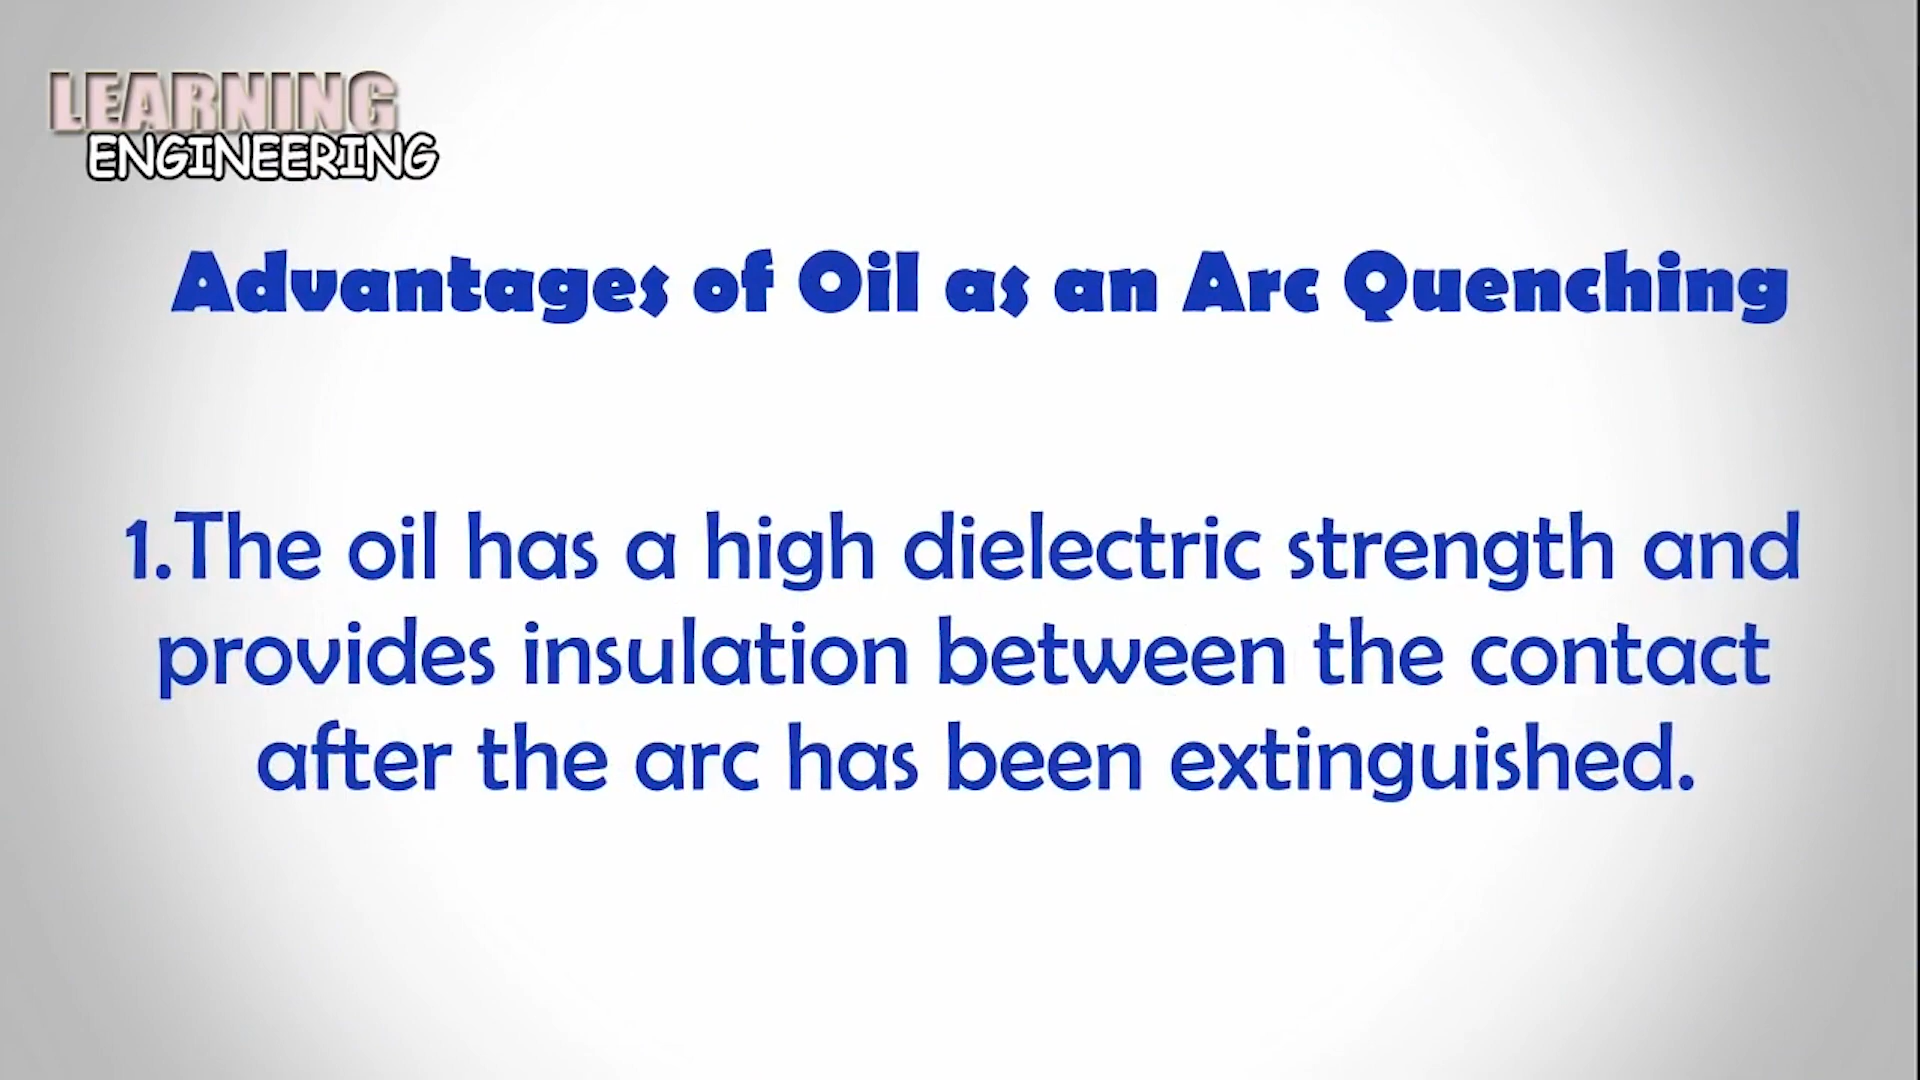 LEARNING
ENGINEERING
Advantages of Oil as an Arc Quenching
1.The oil has a high dielectric strength and
provides insulation between the contact
after the arc has been extinguished.